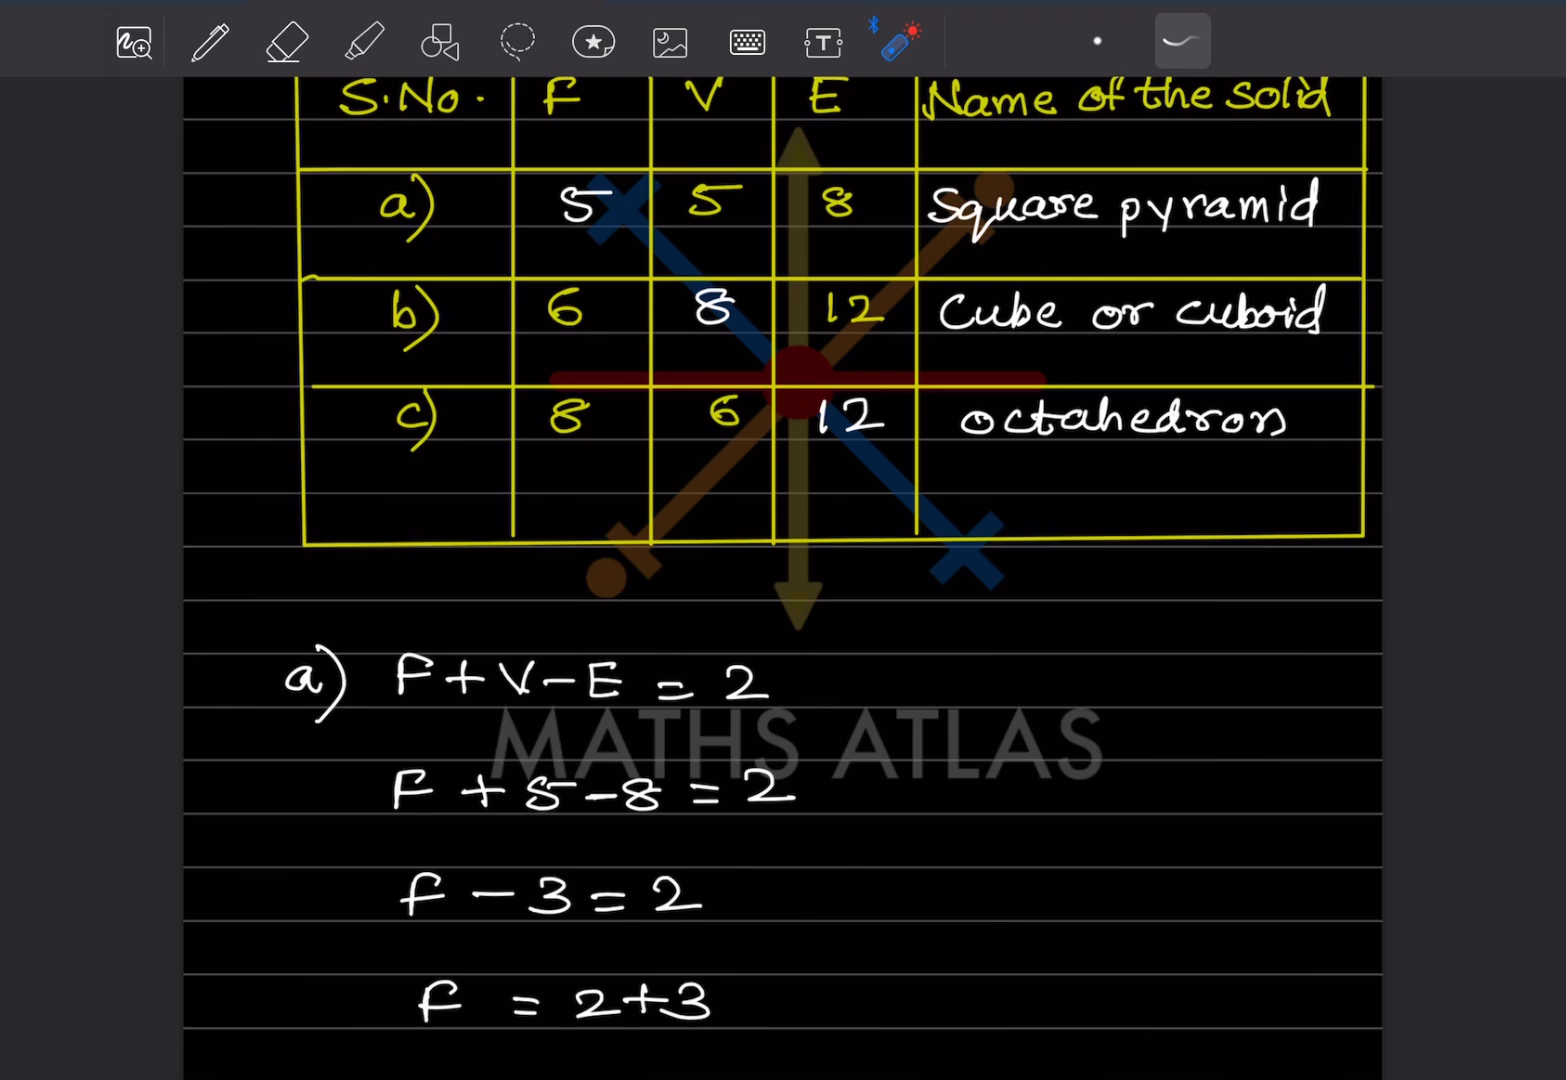 S.No. F V E Name of the solid
a) 5 5 8 Square pyramid
b) 6 8 12 Cube or cuboid
c) 8 6 12 octahedron
a) F + V - E = 2
MATHS ATLAS
F + 5 - 8 = 2
F - 3 = 2
F = 2 + 3